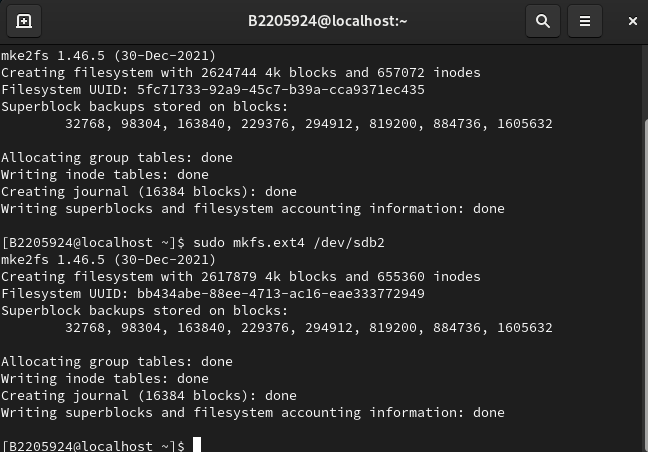 B2205924@localhost:~
mke2fs 1.46.5 (30-Dec-2021)
Creating filesystem with 2624744 4k blocks and 657072 inodes
Filesystem UUID: 5fc71733-92a9-45c7-b39a-cca9371ec435
Superblock backups stored on blocks:
        32768, 98304, 163840, 229376, 294912, 819200, 884736, 1605632

Allocating group tables: done
Writing inode tables: done
Creating journal (16384 blocks): done
Writing superblocks and filesystem accounting information: done

[B2205924@localhost ~]$ sudo mkfs.ext4 /dev/sdb2
mke2fs 1.46.5 (30-Dec-2021)
Creating filesystem with 2617879 4k blocks and 655360 inodes
Filesystem UUID: bb434abe-88ee-4713-ac16-eae333772949
Superblock backups stored on blocks:
        32768, 98304, 163840, 229376, 294912, 819200, 884736, 1605632

Allocating group tables: done
Writing inode tables: done
Creating journal (16384 blocks): done
Writing superblocks and filesystem accounting information: done

[B2205924@localhost ~]$